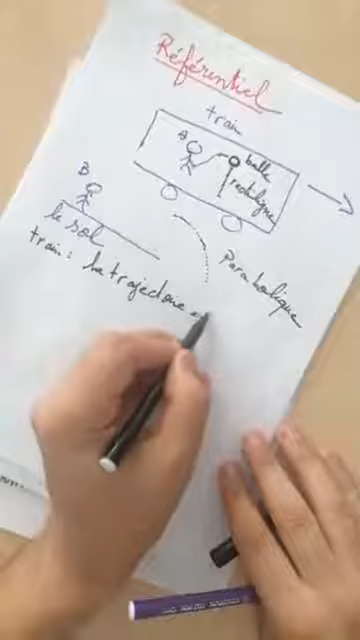 Référentiel
train
A
balle
rectiligne
B
le sol
Parabolique
train : la trajectoire